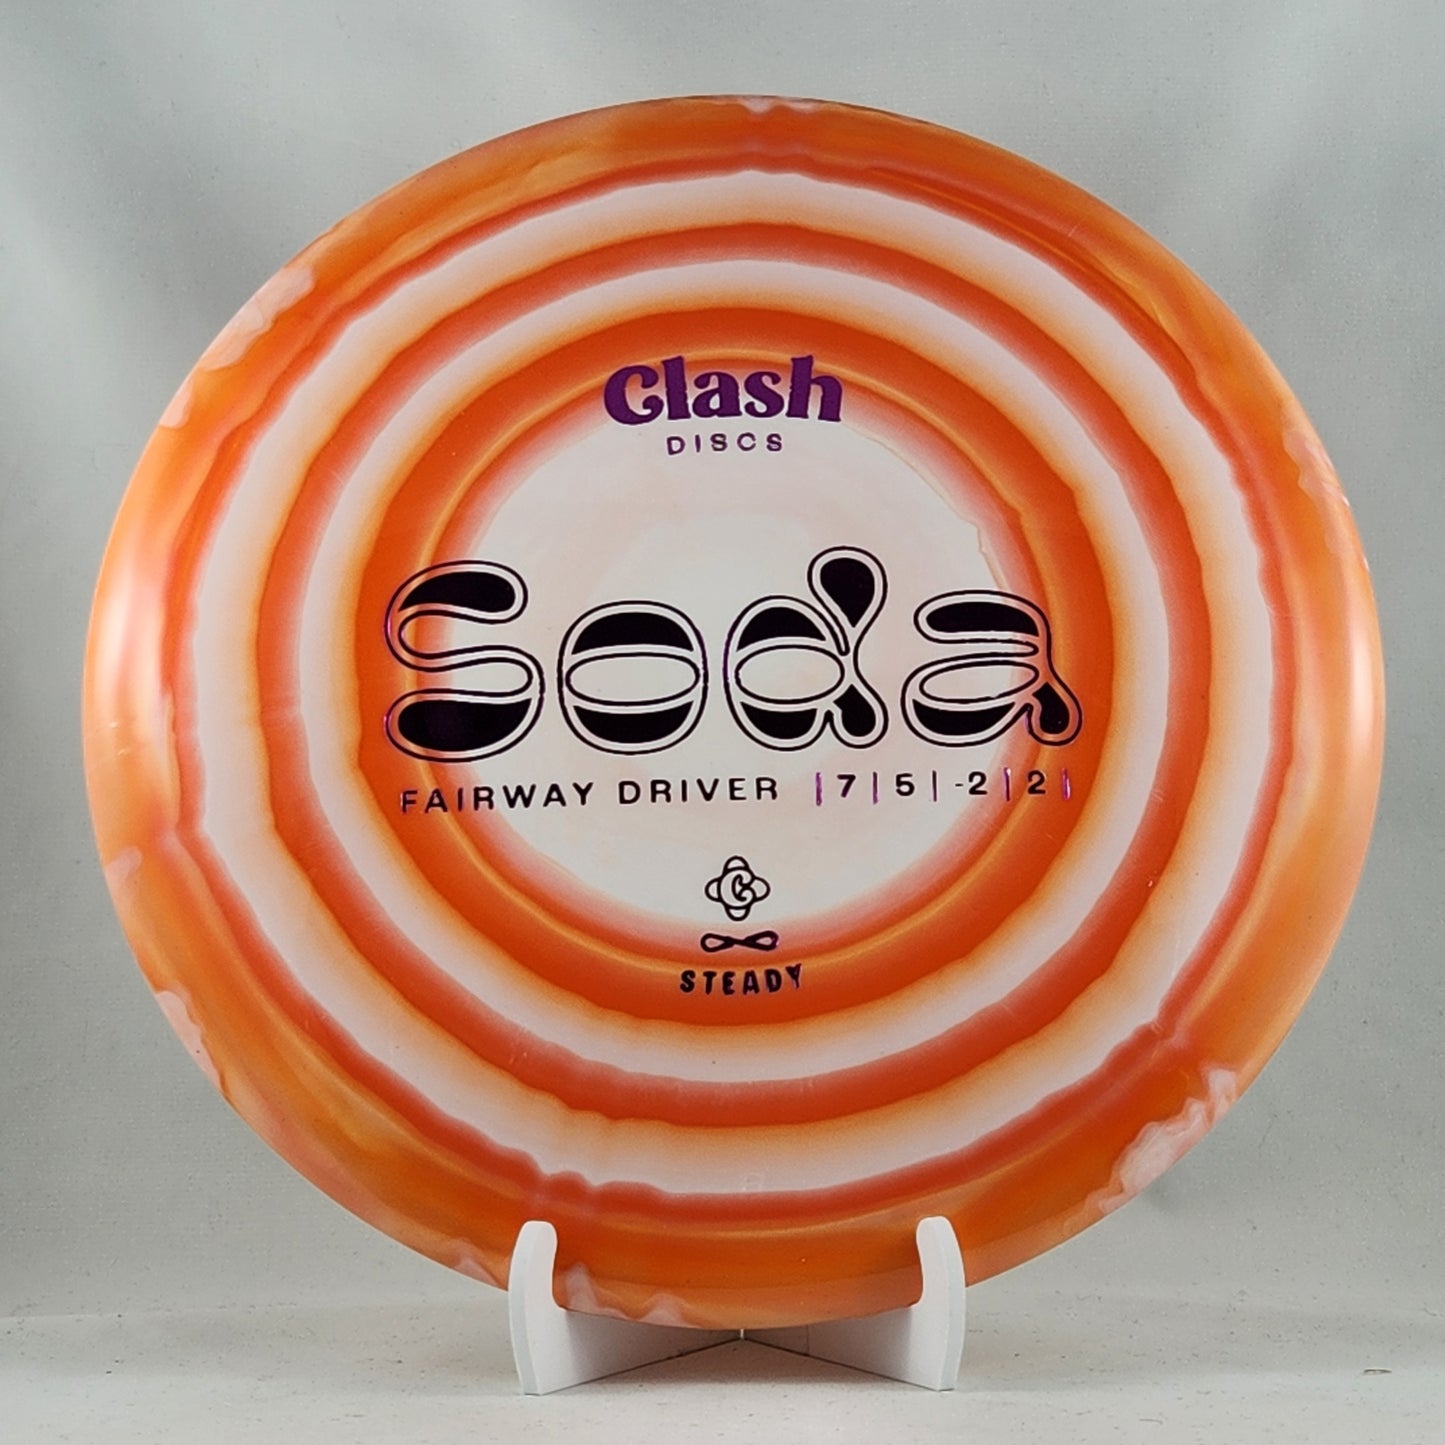 Clash
DISCS
Soda
FAIRWAY DRIVER | 7 | 5 | -2 | 2 |
C
STEADY